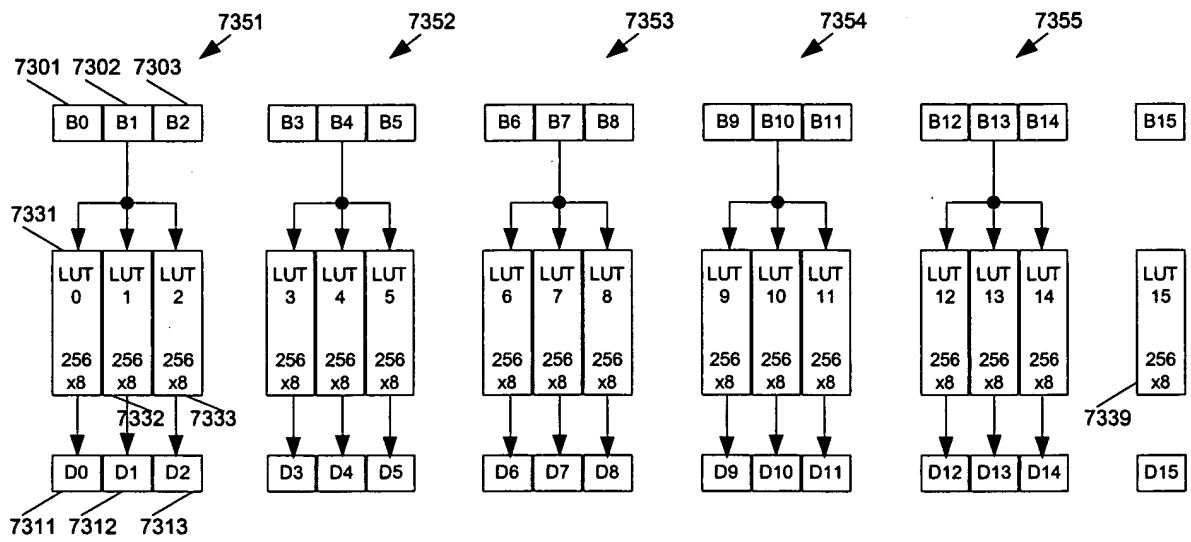 7351 7352 7353 7354 7355
7301 7302 7303
B0 B1 B2 B3 B4 B5 B6 B7 B8 B9 B10 B11 B12 B13 B14 B15
7331
LUT LUT LUT LUT LUT LUT LUT LUT LUT LUT LUT LUT LUT LUT LUT LUT
0 1 2 3 4 5 6 7 8 9 10 11 12 13 14 15
256 256 256 256 256 256 256 256 256 256 256 256 256 256 256 256
x8 x8 x8 x8 x8 x8 x8 x8 x8 x8 x8 x8 x8 x8 x8 x8
7332 7333 7339
D0 D1 D2 D3 D4 D5 D6 D7 D8 D9 D10 D11 D12 D13 D14 D15
7311 7312 7313